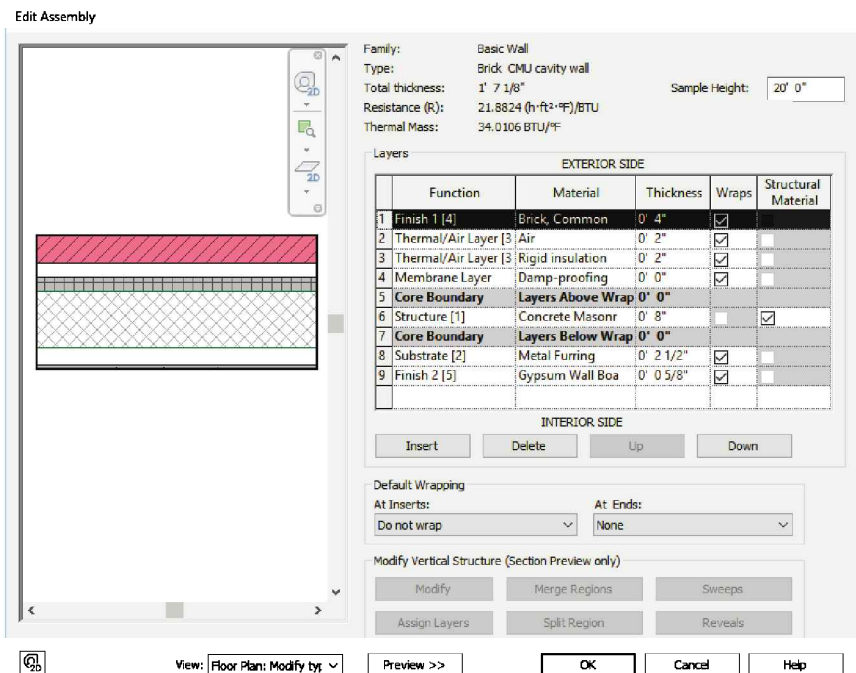 Edit Assembly
2D
2D
Family: Basic Wall
Type: Brick CMU cavity wall
Total thickness: 1' 7 1/8" Sample Height: 20' 0"
Resistance (R): 21.8824 (h·ft²·°F)/BTU
Thermal Mass: 34.0106 BTU/°F
Layers
EXTERIOR SIDE
Function Material Thickness Wraps Structural Material
1 Finish 1 [4] Brick, Common 0' 4"
2 Thermal/Air Layer [3 Air 0' 2"
3 Thermal/Air Layer [3 Rigid insulation 0' 2"
4 Membrane Layer Damp-proofing 0' 0"
5 Core Boundary Layers Above Wrap 0' 0"
6 Structure [1] Concrete Masonr 0' 8"
7 Core Boundary Layers Below Wrap 0' 0"
8 Substrate [2] Metal Furring 0' 2 1/2"
9 Finish 2 [5] Gypsum Wall Boa 0' 0 5/8"
INTERIOR SIDE
Insert Delete Up Down
Default Wrapping
At Inserts: At Ends:
Do not wrap None
Modify Vertical Structure (Section Preview only)
Modify Merge Regions Sweeps
Assign Layers Split Region Reveals
2D View: Floor Plan: Modify typ Preview >> OK Cancel Help